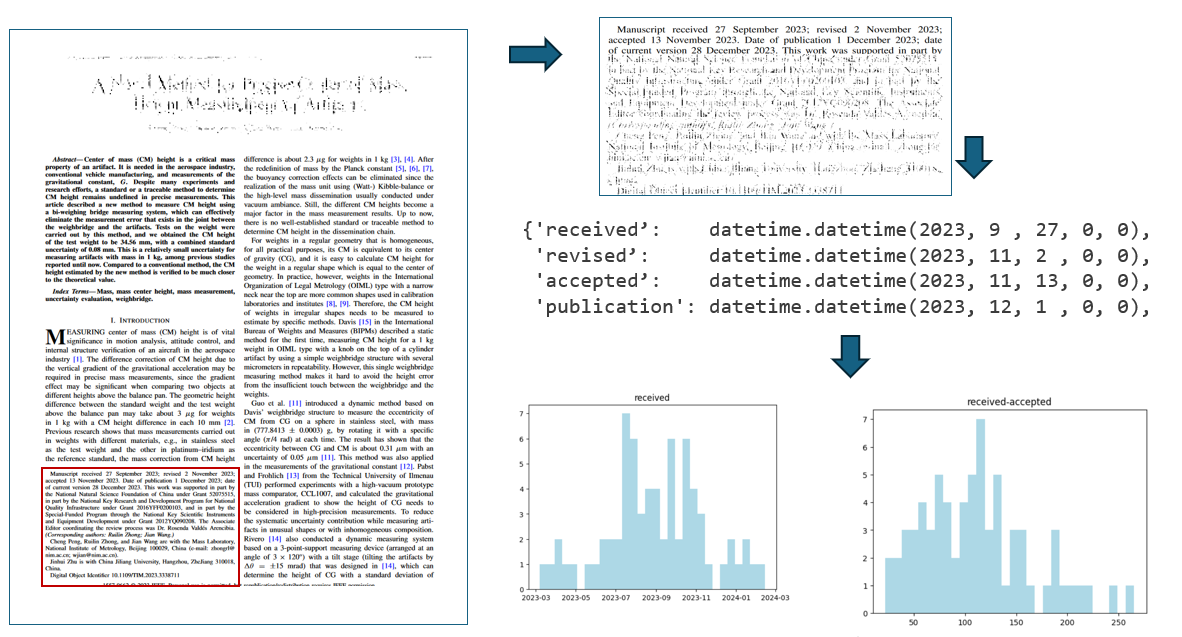 Abstract—Center of mass (CM) height is a critical mass
property of an artifact. It is needed in the aerospace industry,
conventional vehicle manufacturing, and measurements of the
gravitational constant, G. Despite many experiments and
research efforts, a standard or a traceable method to determine
CM height remains undefined in precise measurements. This
article described a new method to measure CM height using
a bi-weighing bridge measuring system, which can effectively
eliminate the measurement error that exists in the joint between
the weighbridge and the artifacts. Tests on the weight were
carried out by this method, and we obtained the CM height
of the test weight to be 34.56 mm, with a combined standard
uncertainty of 0.08 mm. This is a relatively small uncertainty for
measuring artifacts with mass in 1 kg, among previous studies
reported until now. Compared to a conventional method, the CM
height estimated by the new method is verified to be much closer
to the theoretical value.
Index Terms—Mass, mass center height, mass measurement,
uncertainty evaluation, weighbridge.
I. INTRODUCTION
MEASURING center of mass (CM) height is of vital
significance in motion analysis, attitude control, and
internal structure verification of an aircraft in the aerospace
industry [1]. The difference correction of CM height due to
the vertical gradient of the gravitational acceleration may be
required in precise mass measurements, since the gradient
effect may be significant when comparing two objects at
different heights above the balance pan. The geometric height
difference between the standard weight and the test weight
above the balance pan may take about 3 μg for weights
in 1 kg with a CM height difference in each 10 mm [2].
Previous research shows that mass measurements carried out
in weights with different materials, e.g., in stainless steel
as the test weight and the other in platinum–iridium as
the reference standard, the mass correction from CM height
Manuscript received 27 September 2023; revised 2 November 2023;
accepted 13 November 2023. Date of publication 1 December 2023; date
of current version 28 December 2023. This work was supported in part by
the National Natural Science Foundation of China under Grant 52075515,
in part by the National Key Research and Development Program for National
Quality Infrastructure under Grant 2016YFF0200103, and in part by the
Special-Funded Program through the National Key Scientific Instruments
and Equipment Development under Grant 2012YQ090208. The Associate
Editor coordinating the review process was Dr. Rosenda Valdés Arencibia.
(Corresponding authors: Ruilin Zhong; Jian Wang.)
Cheng Peng, Ruilin Zhong, and Jian Wang are with the Mass Laboratory,
National Institute of Metrology, Beijing 100029, China (e-mail: zhongrl@
nim.ac.cn; wjian@nim.ac.cn).
Jinhui Zhu is with China Jiliang University, Hangzhou, ZheJiang 310018,
China.
Digital Object Identifier 10.1109/TIM.2023.3338711
difference is about 2.3 μg for weights in 1 kg [3], [4]. After
the redefinition of mass by the Planck constant [5], [6], [7],
the buoyancy correction effects can be eliminated since the
realization of the mass unit using (Watt-) Kibble-balance or
the high-level mass dissemination usually conducted under
vacuum ambiance. Still, the different CM heights become a
major factor in the mass measurement results. Up to now,
there is no well-established standard or traceable method to
determine CM height in the dissemination chain.
For weights in a regular geometry that is homogenous,
for all practical purposes, its CM is equivalent to its center
of gravity (CG), and it is easy to calculate CM height for
the weight in a regular shape which is equal to the center of
geometry. In practice, however, weights in the International
Organization of Legal Metrology (OIML) type with a narrow
neck near the top are more common shapes used in calibration
laboratories and institutes [8], [9]. Therefore, the CM height
of weights in irregular shapes needs to be measured to
estimate by specific methods. Davis [15] in the International
Bureau of Weights and Measures (BIPMs) described a static
method for the first time, measuring CM height for a 1 kg
weight in OIML type with a knob on the top of a cylinder
artifact by using a simple weighbridge structure with several
micrometers in repeatability. However, this single weighbridge
measuring method makes it hard to avoid the height error
from the insufficient touch between the weighbridge and the
weights.
Guo et al. [11] introduced a dynamic method based on
Davis' weighbridge structure to measure the eccentricity of
CM from CG on a sphere in stainless steel, with mass
in (777.8413 ± 0.0003) g, by rotating it with a specific
angle (π/4 rad) at each time. The result has shown that the
eccentricity between CG and CM is about 0.31 μm with an
uncertainty of 0.05 μm [11]. This method was also applied
in the measurements of the gravitational constant [12]. Pabst
and Frohlich [13] from the Technical University of Ilmenau
(TUI) performed experiments with a high-vacuum prototype
mass comparator, CCL1007, and calculated the gravitational
acceleration gradient to show the height of CG needs to
be considered in high-precision measurements. To reduce
the systematic uncertainty contribution while measuring arti-
facts in unusual shapes or with inhomogeneous composition.
Rivero [14] also conducted a dynamic measuring system
based on a 3-point-support measuring device (arranged at an
angle of 3 × 120°) with a tilt stage (tilting the artifacts by
Δθ = ±15 mrad) that was designed in [14], which can
determine the height of CG with a standard deviation of
Manuscript received 27 September 2023; revised 2 November 2023;
accepted 13 November 2023. Date of publication 1 December 2023; date
of current version 28 December 2023. This work was supported in part by
{'received': datetime.datetime(2023, 9 , 27, 0, 0),
'revised': datetime.datetime(2023, 11, 2 , 0, 0),
'accepted': datetime.datetime(2023, 11, 13, 0, 0),
'publication': datetime.datetime(2023, 12, 1 , 0, 0),
received
7
6
5
4
3
2
1
0
2023-03 2023-05 2023-07 2023-09 2023-11 2024-01 2024-03
received-accepted
7
6
5
4
3
2
1
0
50 100 150 200 250